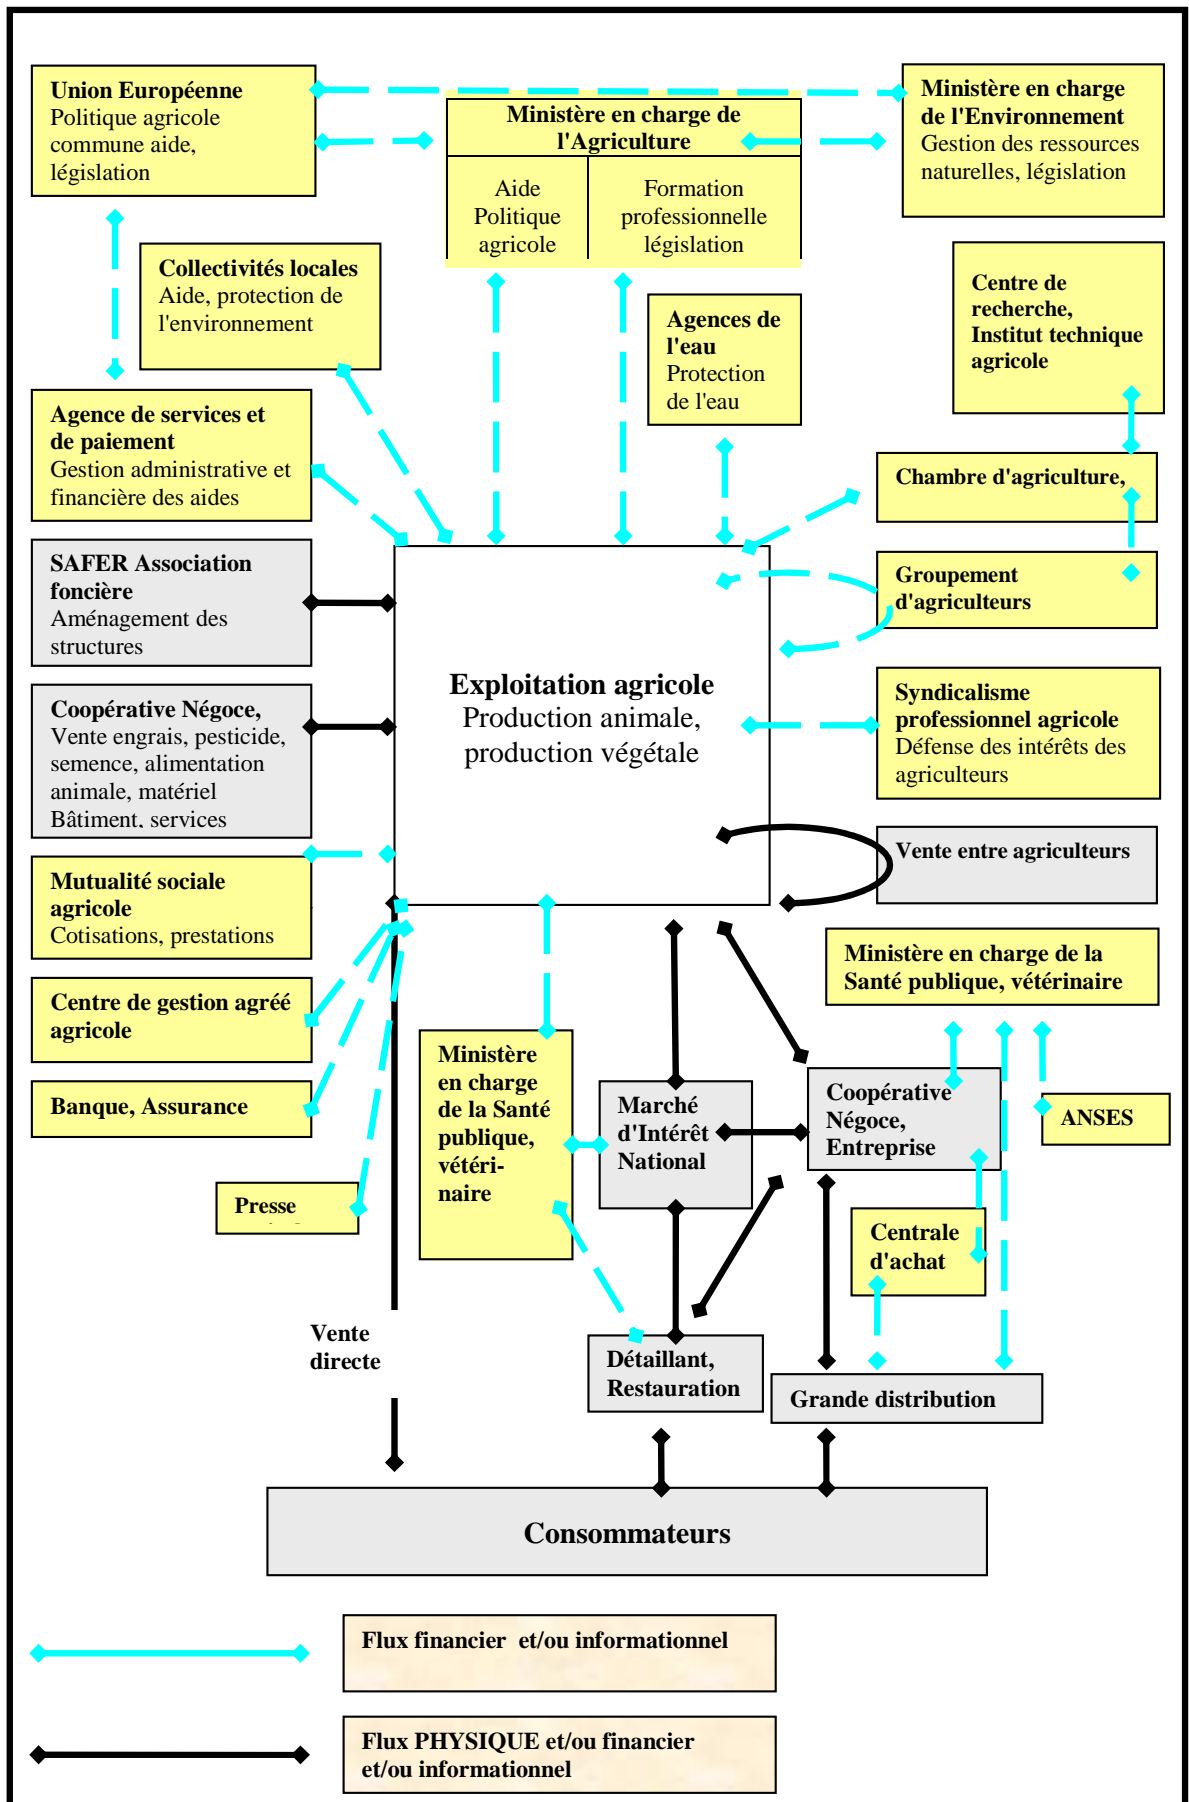 Union Européenne
Politique agricole
commune aide,
législation
Ministère en charge de
l'Agriculture
Aide
Politique
agricole
Formation
professionnelle
législation
Ministère en charge
de l'Environnement
Gestion des ressources
naturelles, législation
Collectivités locales
Aide, protection de
l'environnement
Agences de
l'eau
Protection
de l'eau
Centre de
recherche,
Institut technique
agricole
Agence de services et
de paiement
Gestion administrative et
financière des aides
Chambre d'agriculture,
SAFER Association
foncière
Aménagement des
structures
Groupement
d'agriculteurs
Exploitation agricole
Production animale,
production végétale
Coopérative Négoce,
Vente engrais, pesticide,
semence, alimentation
animale, matériel
Bâtiment, services
Syndicalisme
professionnel agricole
Défense des intérêts des
agriculteurs
Vente entre agriculteurs
Mutualité sociale
agricole
Cotisations, prestations
Ministère en charge de la
Santé publique, vétérinaire
Centre de gestion agréé
agricole
Banque, Assurance
Ministère
en charge
de la Santé
publique,
vétéri-
naire
Marché
d'Intérêt
National
Coopérative
Négoce,
Entreprise
ANSES
Presse
Centrale
d'achat
Vente
directe
Détaillant,
Restauration
Grande distribution
Consommateurs
Flux financier et/ou informationnel
Flux PHYSIQUE et/ou financier
et/ou informationnel